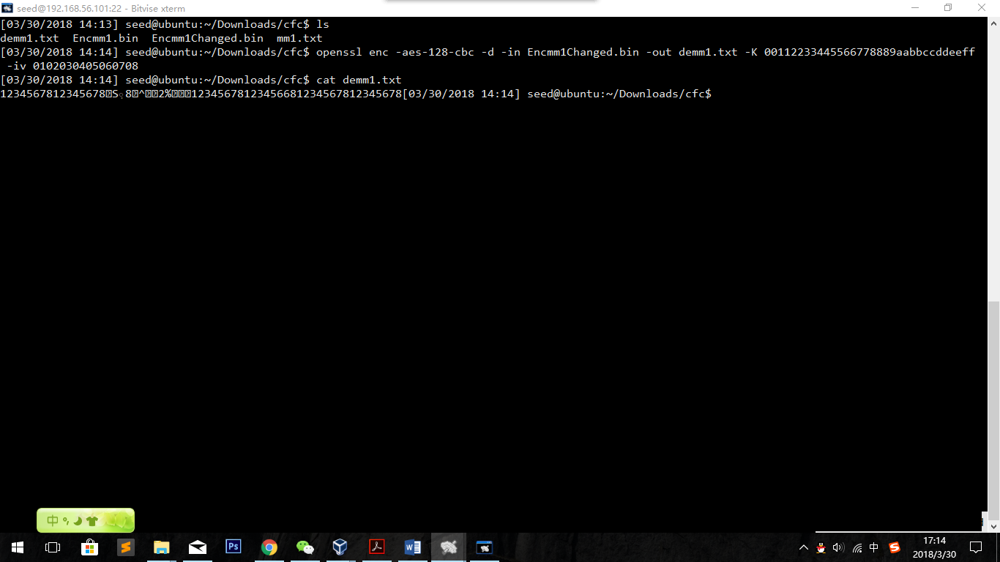 seed@192.168.56.101:22 - Bitvise xterm
[03/30/2018 14:13] seed@ubuntu:~/Downloads/cfc$ ls
demm1.txt  Encmm1.bin  Encmm1Changed.bin  mm1.txt
[03/30/2018 14:14] seed@ubuntu:~/Downloads/cfc$ openssl enc -aes-128-cbc -d -in Encmm1Changed.bin -out demm1.txt -K 00112233445566778889aabbccddeeff
 -iv 0102030405060708
[03/30/2018 14:14] seed@ubuntu:~/Downloads/cfc$ cat demm1.txt
1234567812345678S8^2%12345678123456681234567812345678[03/30/2018 14:14] seed@ubuntu:~/Downloads/cfc$
中
Ps
中
17:14
2018/3/30